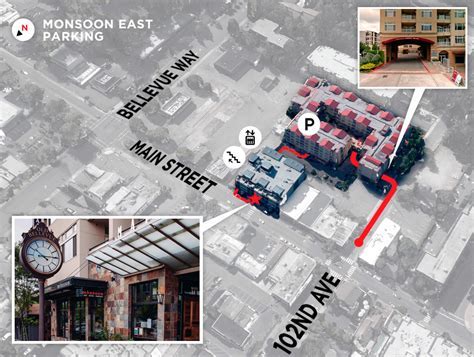 N
MONSOON EAST
PARKING
BELLEVUE WAY
P
MAIN STREET
102ND AVE